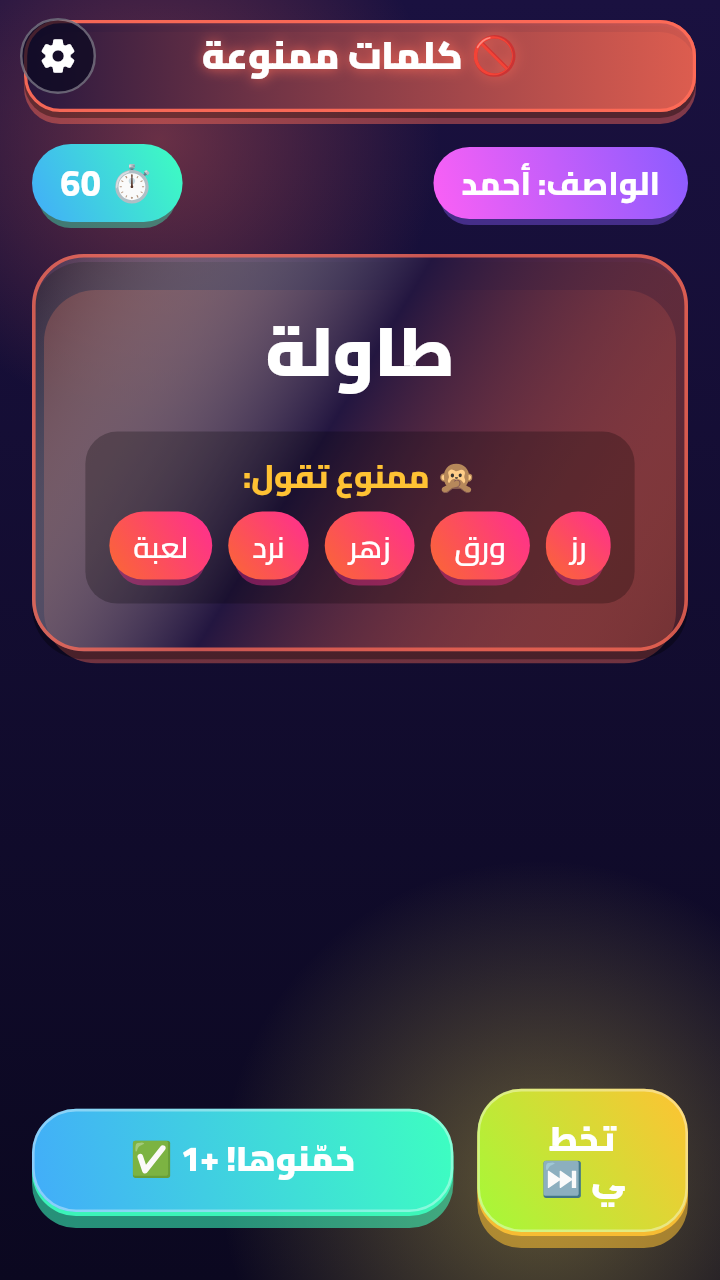 🚫 كلمات ممنوعة
الواصف: أحمد
⏱️ 60
طاولة
🙊 ممنوع تقول:
رز ورق زهر نرد لعبة
تخط
ي ⏭️
خمّنوها! +1 ✅